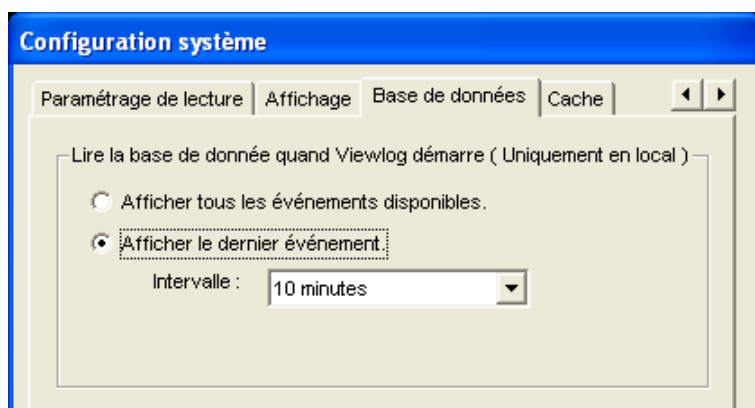 Configuration système
Paramétrage de lecture Affichage Base de données Cache
Lire la base de donnée quand Viewlog démarre ( Uniquement en local )
Afficher tous les événements disponibles.
Afficher le dernier événement.
Intervalle : 10 minutes